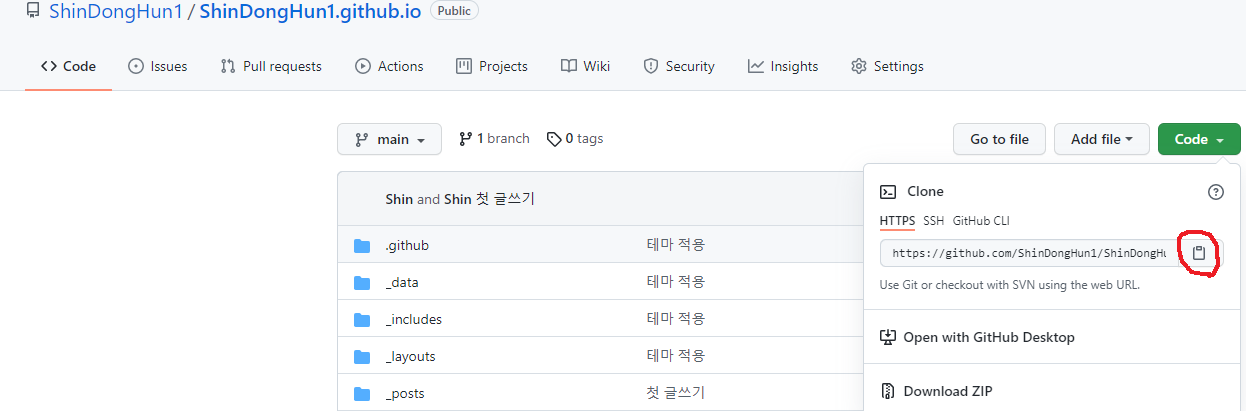 ShinDongHun1 / ShinDongHun1.github.io Public
Code Issues Pull requests Actions Projects Wiki Security Insights Settings
main 1 branch 0 tags Go to file Add file Code
Shin and Shin 첫 글쓰기
.github 테마 적용
_data 테마 적용
_includes 테마 적용
_layouts 테마 적용
_posts 첫 글쓰기
Clone
HTTPS SSH GitHub CLI
https://github.com/ShinDongHun1/ShinDongHu
Use Git or checkout with SVN using the web URL.
Open with GitHub Desktop
Download ZIP